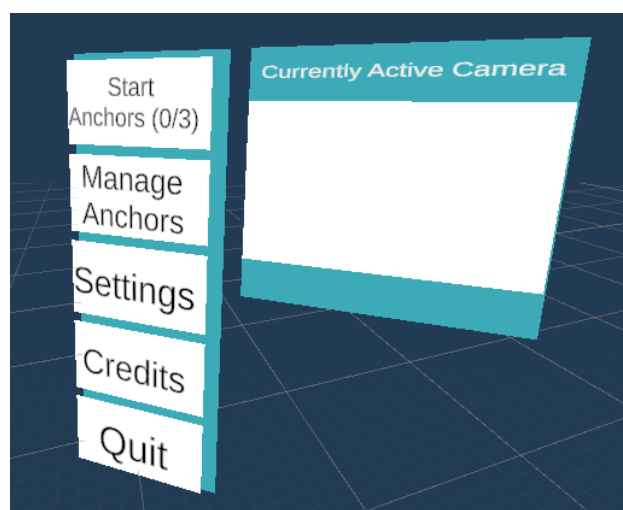 Start
Anchors (0/3)
Manage
Anchors
Settings
Credits
Quit
Currently Active Camera